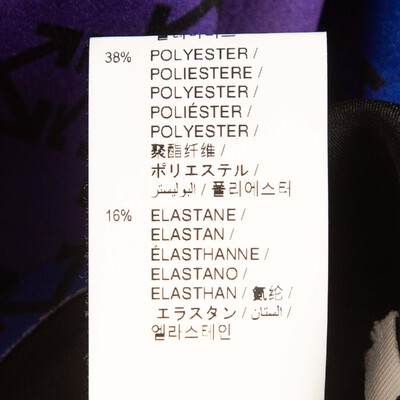 38% POLYESTER /
POLIESTERE /
POLYESTER /
POLIÉSTER /
POLYESTER /
聚酯纤维 /
ポリエステル /
البوليستر / 폴리에스터
16% ELASTANE /
ELASTAN /
ÉLASTHANNE /
ELASTANO /
ELASTHAN / 氨纶 /
エラスタン / الستان /
엘라스테인